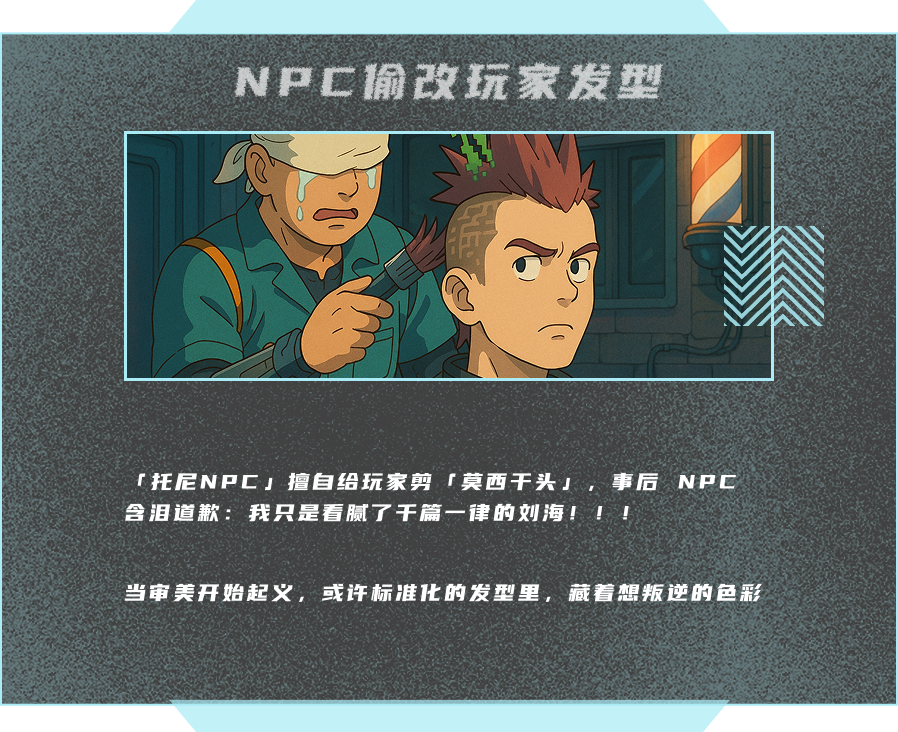 NPC偷改玩家发型
「托尼NPC」擅自给玩家剪「莫西干头」，事后 NPC
含泪道歉：我只是看腻了千篇一律的刘海！！！
当审美开始起义，或许标准化的发型里，藏着想叛逆的色彩